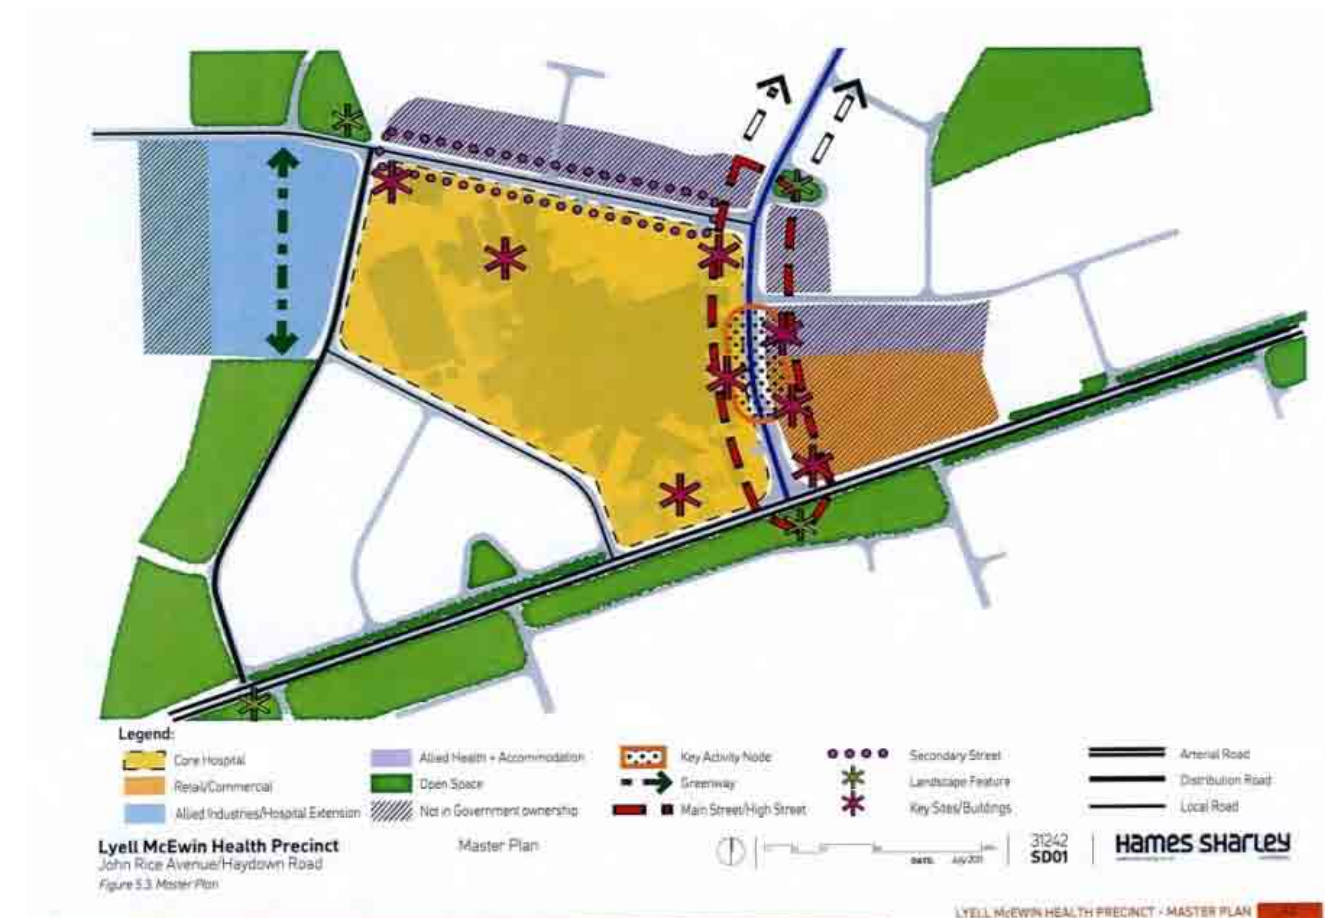 Legend:
Core Hospital
Retail/Commercial
Allied Industries/Hospital Extension
Allied Health + Accommodation
Open Space
Not in Government ownership
Key Activity Node
Greenway
Main Street/High Street
Secondary Street
Landscape Feature
Key Sites/Buildings
Arterial Road
Distribution Road
Local Road
Lyell McEwin Health Precinct
John Rice Avenue/Haydown Road
Figure 5.3. Master Plan
Master Plan
DATE: July 2011
31242
SD01
HAMES SHARLEY
LYELL McEWIN HEALTH PRECINCT - MASTER PLAN